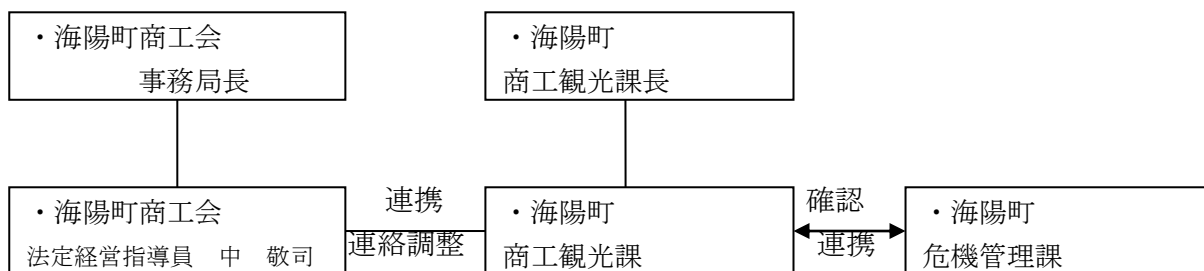 ・海陽町商工会
事務局長
・海陽町
商工観光課長
・海陽町商工会
法定経営指導員　中　敬司
連携
連絡調整
・海陽町
商工観光課
確認
連携
・海陽町
危機管理課